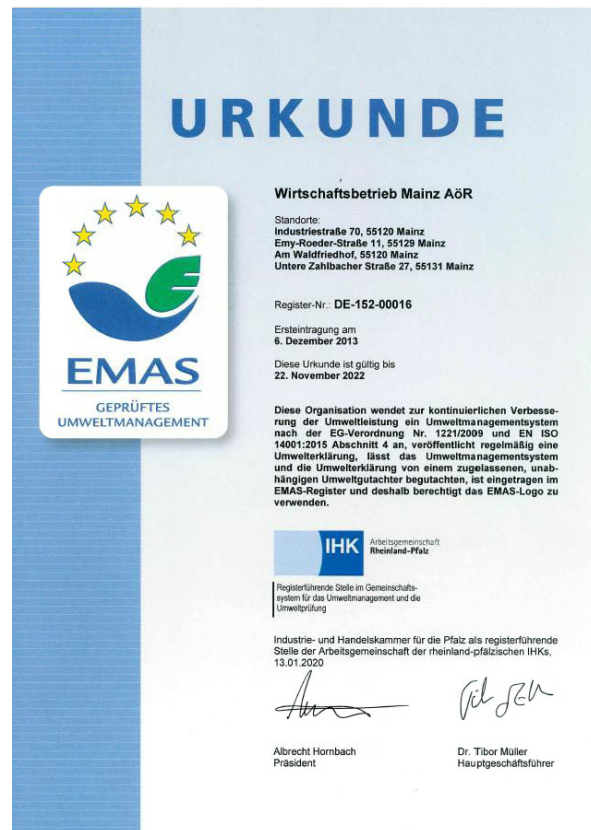 URKUNDE
Wirtschaftsbetrieb Mainz AöR
Standorte:
Industriestraße 70, 55120 Mainz
Emy-Roeder-Straße 11, 55129 Mainz
Am Waldfriedhof, 55120 Mainz
Untere Zahlbacher Straße 27, 55131 Mainz
Register-Nr.: DE-152-00016
Ersteintragung am
6. Dezember 2013
Diese Urkunde ist gültig bis
22. November 2022
EMAS
GEPRÜFTES
UMWELTMANAGEMENT
Diese Organisation wendet zur kontinuierlichen Verbesse-
rung der Umweltleistung ein Umweltmanagementsystem
nach der EG-Verordnung Nr. 1221/2009 und EN ISO
14001:2015 Abschnitt 4 an, veröffentlicht regelmäßig eine
Umwelterklärung, lässt das Umweltmanagementsystem
und die Umwelterklärung von einem zugelassenen, unab-
hängigen Umweltgutachter begutachten, ist eingetragen im
EMAS-Register und deshalb berechtigt das EMAS-Logo zu
verwenden.
IHK
Arbeitsgemeinschaft
Rheinland-Pfalz
Registerführende Stelle im Gemeinschafts-
system für das Umweltmanagement und die
Umweltprüfung
Industrie- und Handelskammer für die Pfalz als registerführende
Stelle der Arbeitsgemeinschaft der rheinland-pfälzischen IHKs,
13.01.2020
Albrecht Hornbach
Präsident
Dr. Tibor Müller
Hauptgeschäftsführer